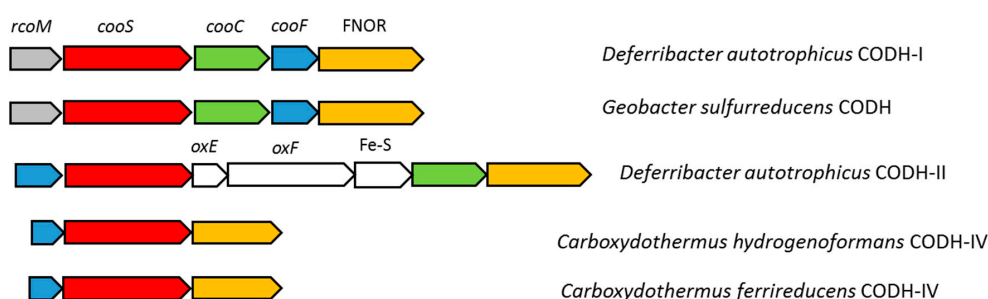 rcoM cooS cooC cooF FNOR
Deferribacter autotrophicus CODH-I
Geobacter sulfurreducens CODH
oxE oxF Fe-S
Deferribacter autotrophicus CODH-II
Carboxydothermus hydrogenoformans CODH-IV
Carboxydothermus ferrireducens CODH-IV